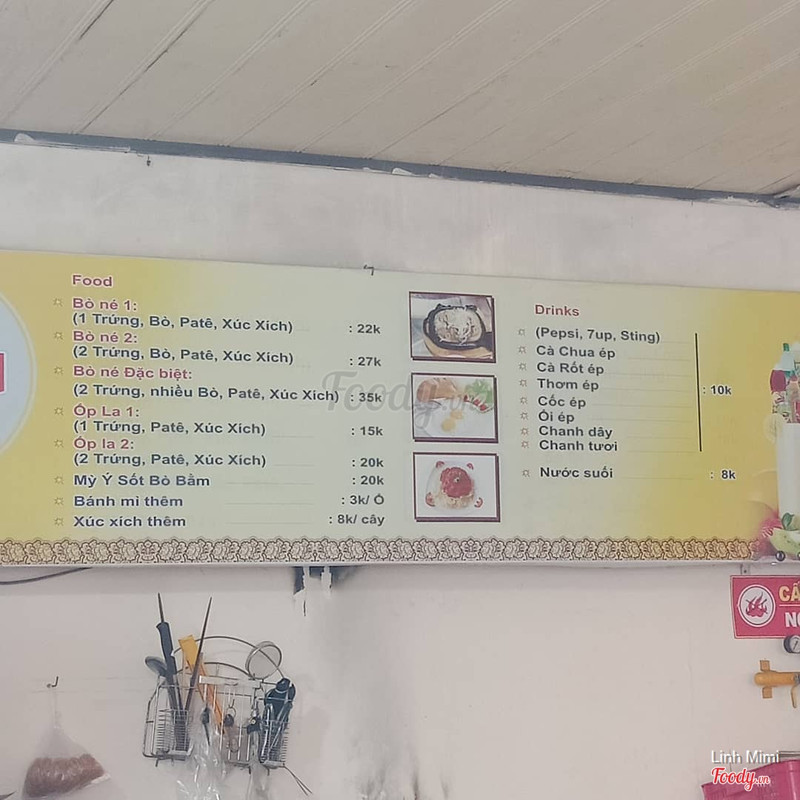 Food
Bò né 1:
(1 Trứng, Bò, Patê, Xúc Xích) : 22k
Bò né 2:
(2 Trứng, Bò, Patê, Xúc Xích) : 27k
Bò né Đặc biệt:
(2 Trứng, nhiều Bò, Patê, Xúc Xích) : 35k
Ốp La 1:
(1 Trứng, Patê, Xúc Xích) : 15k
Ốp la 2:
(2 Trứng, Patê, Xúc Xích) : 20k
Mỳ Ý Sốt Bò Bằm : 20k
Bánh mì thêm : 3k/ Ổ
Xúc xích thêm : 8k/ cây
Drinks
(Pepsi, 7up, Sting)
Cà Chua ép
Cà Rốt ép
Thơm ép
Cốc ép
Ổi ép
Chanh dây
Chanh tươi
: 10k
Nước suối : 8k
Foody.vn
Linh Mimi
Foody.vn